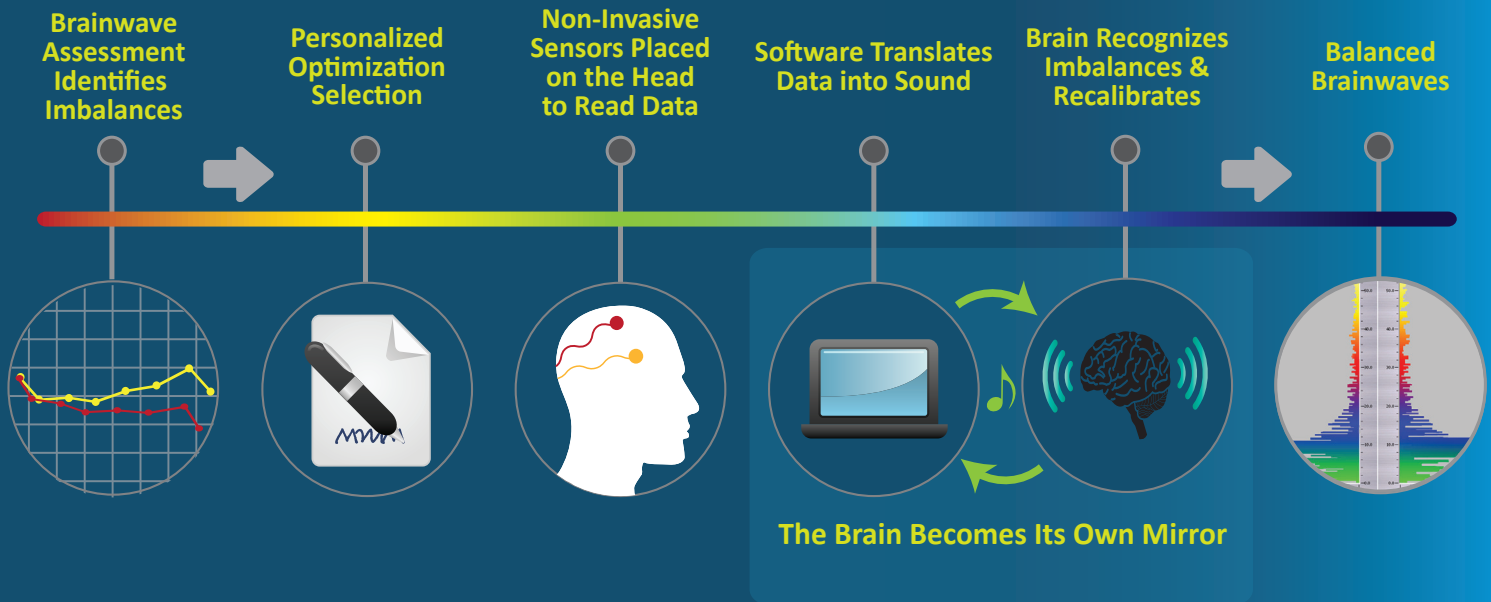 Brainwave
Assessment
Identifies
Imbalances
Personalized
Optimization
Selection
Non-Invasive
Sensors Placed
on the Head
to Read Data
Software Translates
Data into Sound
Brain Recognizes
Imbalances &
Recalibrates
Balanced
Brainwaves
The Brain Becomes Its Own Mirror